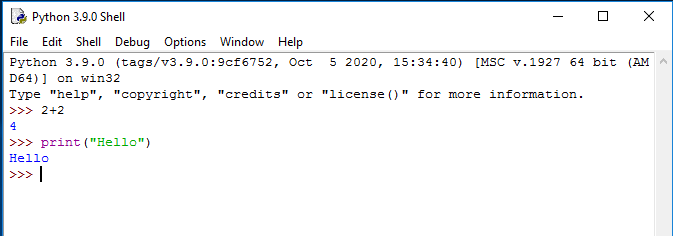 Python 3.9.0 Shell
File Edit Shell Debug Options Window Help
Python 3.9.0 (tags/v3.9.0:9cf6752, Oct  5 2020, 15:34:40) [MSC v.1927 64 bit (AM
D64)] on win32
Type "help", "copyright", "credits" or "license()" for more information.
>>> 2+2
4
>>> print("Hello")
Hello
>>>